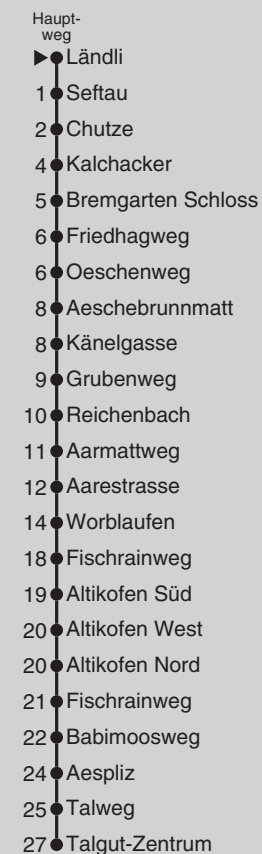 Haupt-
weg
Ländli
1 Seftau
2 Chutze
4 Kalchacker
5 Bremgarten Schloss
6 Friedhagweg
6 Oeschenweg
8 Aeschebrunnmatt
8 Känelgasse
9 Grubenweg
10 Reichenbach
11 Aarmattweg
12 Aarestrasse
14 Worblaufen
18 Fischrainweg
19 Altikofen Süd
20 Altikofen West
20 Altikofen Nord
21 Fischrainweg
22 Babimoosweg
24 Aespliz
25 Talweg
27 Talgut-Zentrum